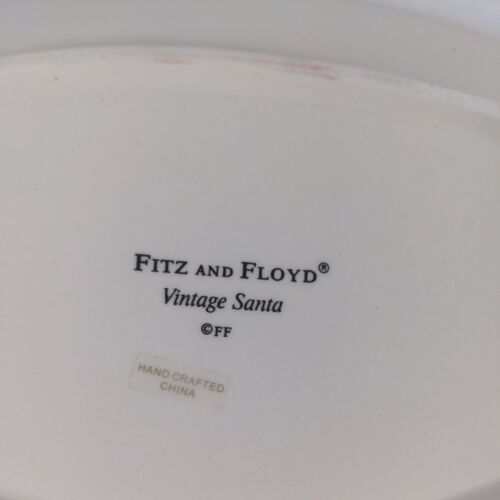 FITZ AND FLOYD®
Vintage Santa
©FF
HAND CRAFTED
CHINA